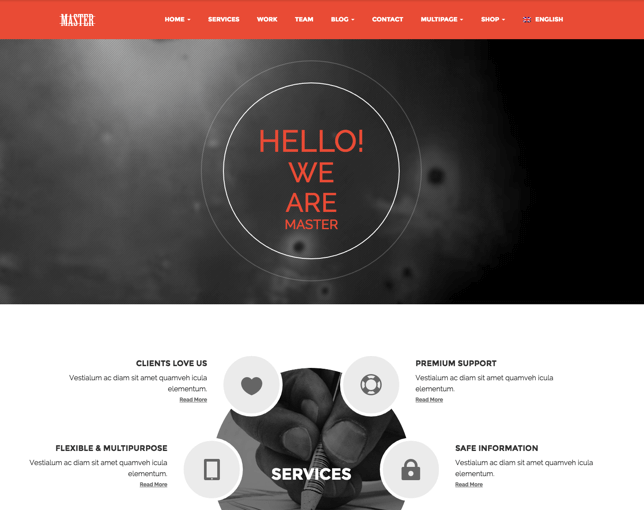 MASTER
HOME
SERVICES
WORK
TEAM
BLOG
CONTACT
MULTIPAGE
SHOP
ENGLISH
HELLO!
WE
ARE
MASTER
CLIENTS LOVE US
Vestialum ac diam sit amet quamveh icula
elementum.
Read More
PREMIUM SUPPORT
Vestialum ac diam sit amet quamveh icula
elementum.
Read More
FLEXIBLE & MULTIPURPOSE
Vestialum ac diam sit amet quamveh icula
elementum.
Read More
SERVICES
SAFE INFORMATION
Vestialum ac diam sit amet quamveh icula
elementum.
Read More